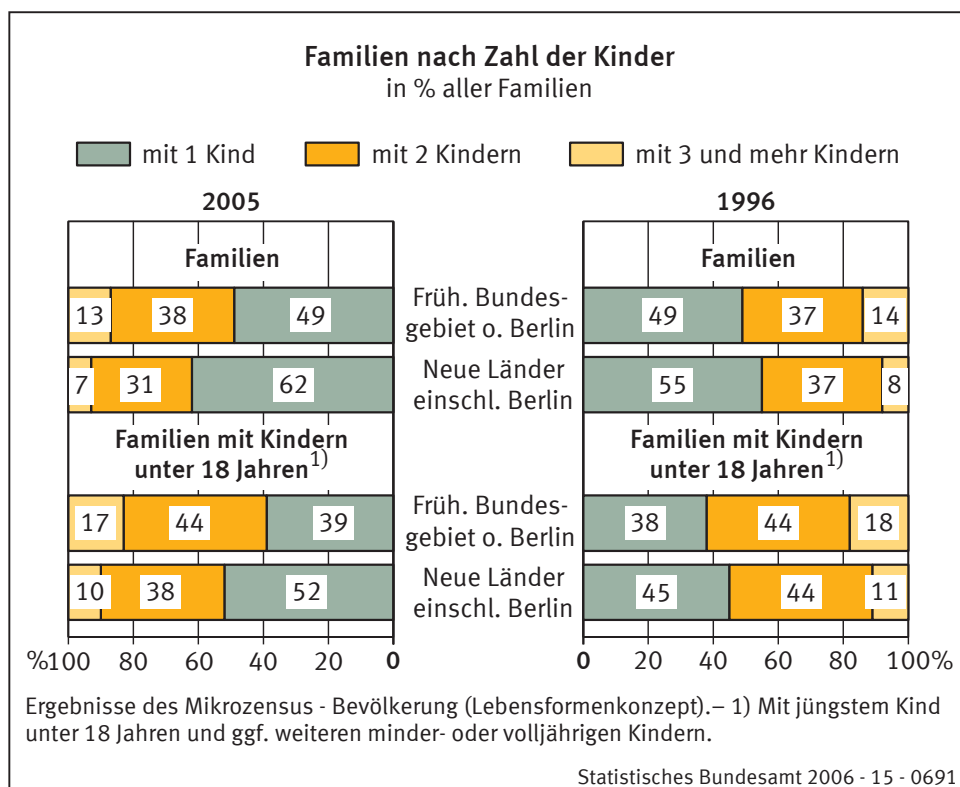 Familien nach Zahl der Kinder
in % aller Familien
mit 1 Kind mit 2 Kindern mit 3 und mehr Kindern
2005 1996
Familien Familien
13 38 49 Früh. Bundes- 49 37 14
gebiet o. Berlin
7 31 62 Neue Länder 55 37 8
einschl. Berlin
Familien mit Kindern Familien mit Kindern
unter 18 Jahren1) unter 18 Jahren1)
17 44 39 Früh. Bundes- 38 44 18
gebiet o. Berlin
10 38 52 Neue Länder 45 44 11
einschl. Berlin
%100 80 60 40 20 0 0 20 40 60 80 100%
Ergebnisse des Mikrozensus - Bevölkerung (Lebensformenkonzept).– 1) Mit jüngstem Kind
unter 18 Jahren und ggf. weiteren minder- oder volljährigen Kindern.
Statistisches Bundesamt 2006 - 15 - 0691